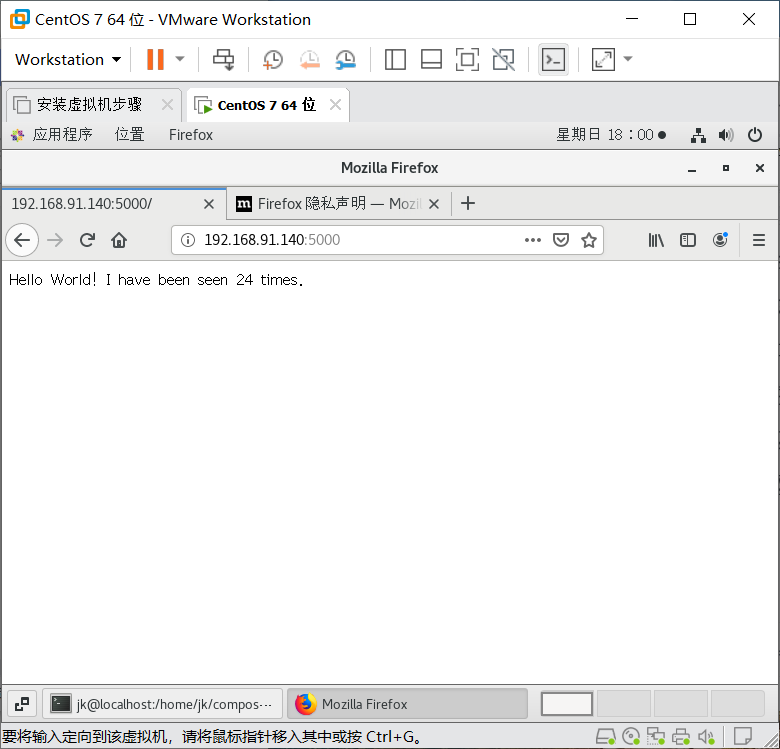 CentOS 7 64 位 - VMware Workstation
Workstation
安装虚拟机步骤 CentOS 7 64 位
应用程序 位置 Firefox 星期日 18：00
Mozilla Firefox
192.168.91.140:5000/ Firefox 隐私声明 — Mozil
192.168.91.140:5000
Hello World! I have been seen 24 times.
jk@localhost:/home/jk/compos··· Mozilla Firefox
要将输入定向到该虚拟机，请将鼠标指针移入其中或按 Ctrl+G。